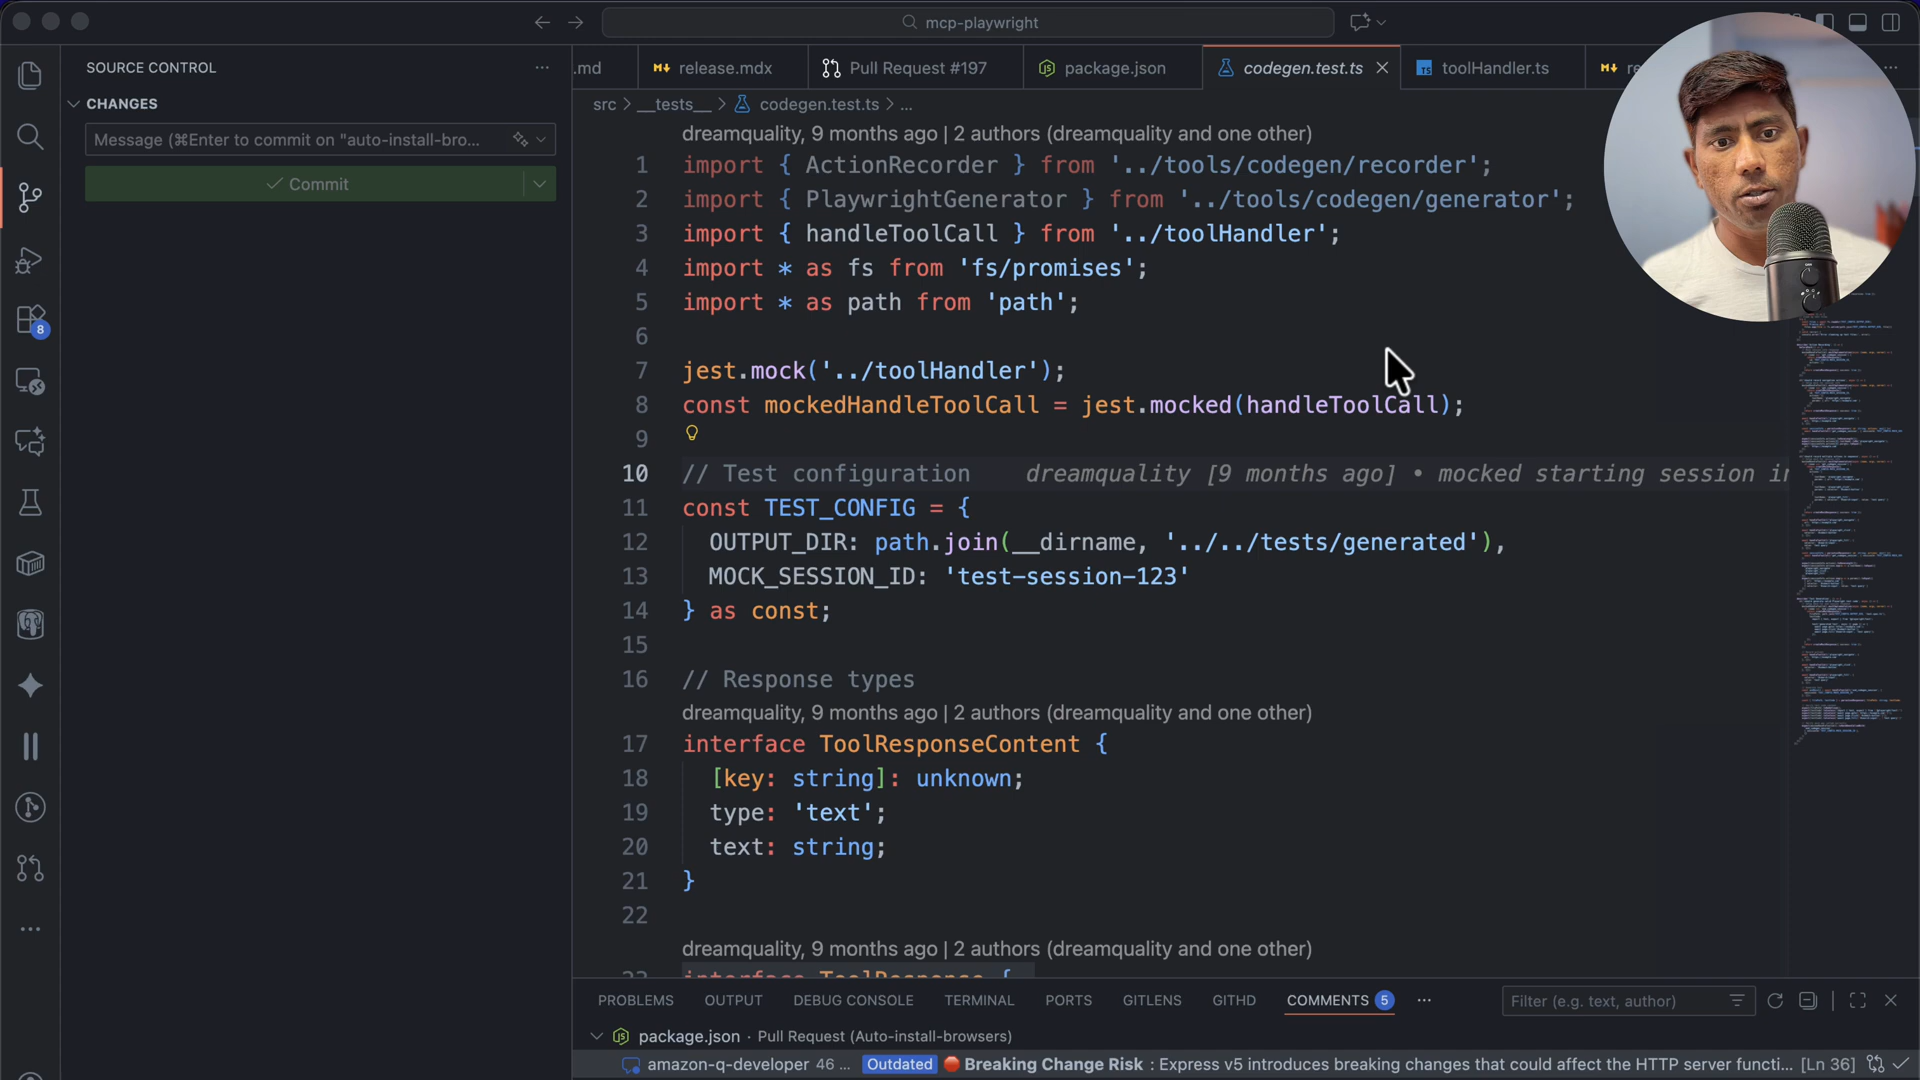 mcp-playwright
SOURCE CONTROL
CHANGES
Message (⌘Enter to commit on "auto-install-bro...
Commit
8
.md
release.mdx
Pull Request #197
package.json
codegen.test.ts
toolHandler.ts
src > __tests__ > codegen.test.ts > ...
dreamquality, 9 months ago | 2 authors (dreamquality and one other)
1 import { ActionRecorder } from '../tools/codegen/recorder';
2 import { PlaywrightGenerator } from '../tools/codegen/generator';
3 import { handleToolCall } from '../toolHandler';
4 import * as fs from 'fs/promises';
5 import * as path from 'path';
6
7 jest.mock('../toolHandler');
8 const mockedHandleToolCall = jest.mocked(handleToolCall);
9
10 // Test configuration dreamquality [9 months ago] • mocked starting session in
11 const TEST_CONFIG = {
12 OUTPUT_DIR: path.join(__dirname, '../../tests/generated'),
13 MOCK_SESSION_ID: 'test-session-123'
14 } as const;
15
16 // Response types
dreamquality, 9 months ago | 2 authors (dreamquality and one other)
17 interface ToolResponseContent {
18 [key: string]: unknown;
19 type: 'text';
20 text: string;
21 }
22
dreamquality, 9 months ago | 2 authors (dreamquality and one other)
23 interface ToolResponse {
PROBLEMS OUTPUT DEBUG CONSOLE TERMINAL PORTS GITLENS GITHD COMMENTS 5 ... Filter (e.g. text, author)
package.json · Pull Request (Auto-install-browsers)
amazon-q-developer 46 ... Outdated Breaking Change Risk : Express v5 introduces breaking changes that could affect the HTTP server functi... [Ln 36]